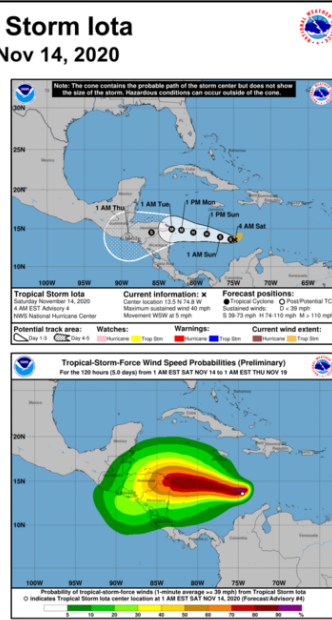 Storm Iota
Nov 14, 2020
Note: The cone contains the probable path of the storm center but does not show
the size of the storm. Hazardous conditions can occur outside of the cone.
30N
25N
20N
15N
10N
1 AM Thu
1 AM Tue
1 PM Mon
1 PM Sun
4 AM Sat
1 AM Sun
95W 90W 85W 80W 75W 70W 65W
Tropical Storm Iota
Saturday November 14, 2020
4 AM EST Advisory 4
NWS National Hurricane Center
Current information: x
Center location 13.5 N 74.8 W
Maximum sustained wind 40 mph
Movement WSW at 5 mph
Forecast positions:
Tropical Cyclone Post/Potential TC
Sustained winds: D < 39 mph
S 39-73 mph H 74-110 mph M > 110 mph
Potential track area:
Day 1-3 Day 4-5
Watches:
Hurricane Trop Stm
Warnings:
Hurricane Trop Stm
Current wind extent:
Hurricane Trop Stm
Tropical-Storm-Force Wind Speed Probabilities (Preliminary)
For the 120 hours (5.0 days) from 1 AM EST SAT NOV 14 to 1 AM EST THU NOV 19
20N
15N
10N
100W 95W 90W 85W 80W 75W 70W 65W
Probability of tropical-storm-force winds (1-minute average >= 39 mph) from Tropical Storm Iota
indicates Tropical Storm Iota center location at 1 AM EST SAT NOV 14, 2020 (Forecast/Advisory #4)
5 10 20 30 40 50 60 70 80 90 %